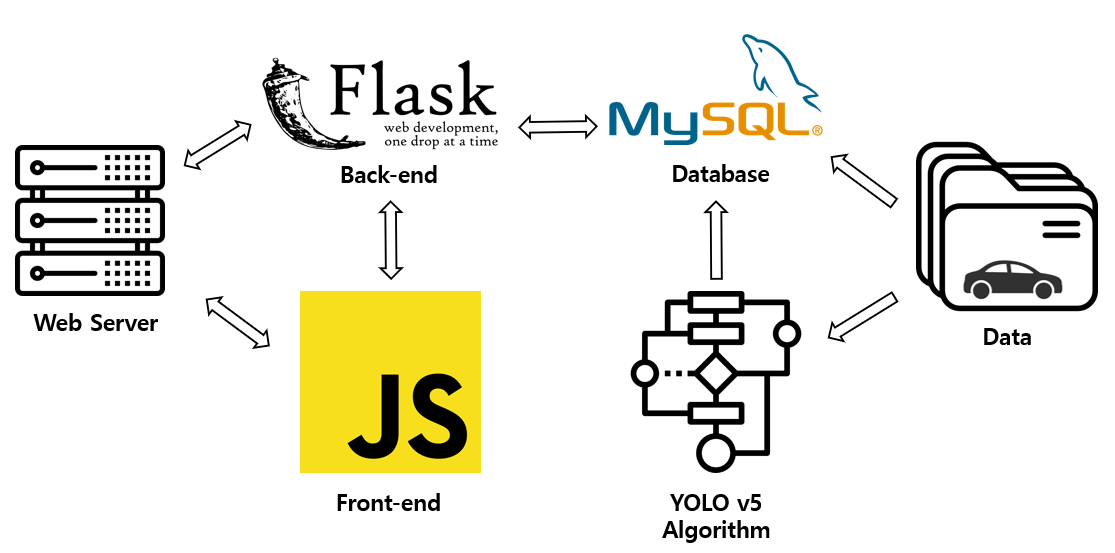 Flask
web development,
one drop at a time
Back-end
MySQL®
Database
Web Server
Data
JS
Front-end
YOLO v5
Algorithm